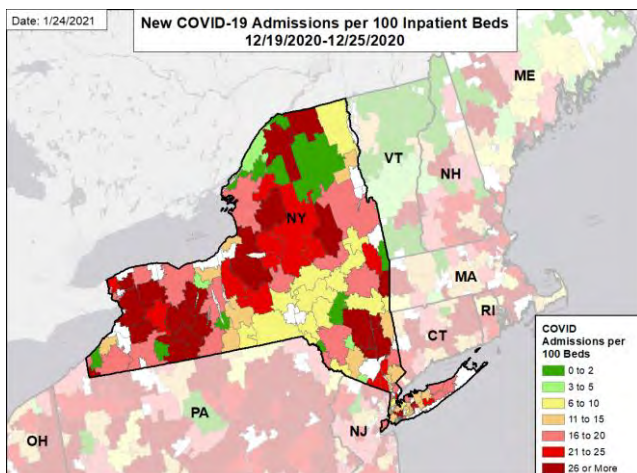 Date: 1/24/2021
New COVID-19 Admissions per 100 Inpatient Beds
12/19/2020-12/25/2020
ME
VT
NH
NY
MA
CT
RI
PA
OH
NJ
COVID
Admissions per
100 Beds
0 to 2
3 to 5
6 to 10
11 to 15
16 to 20
21 to 25
26 or More